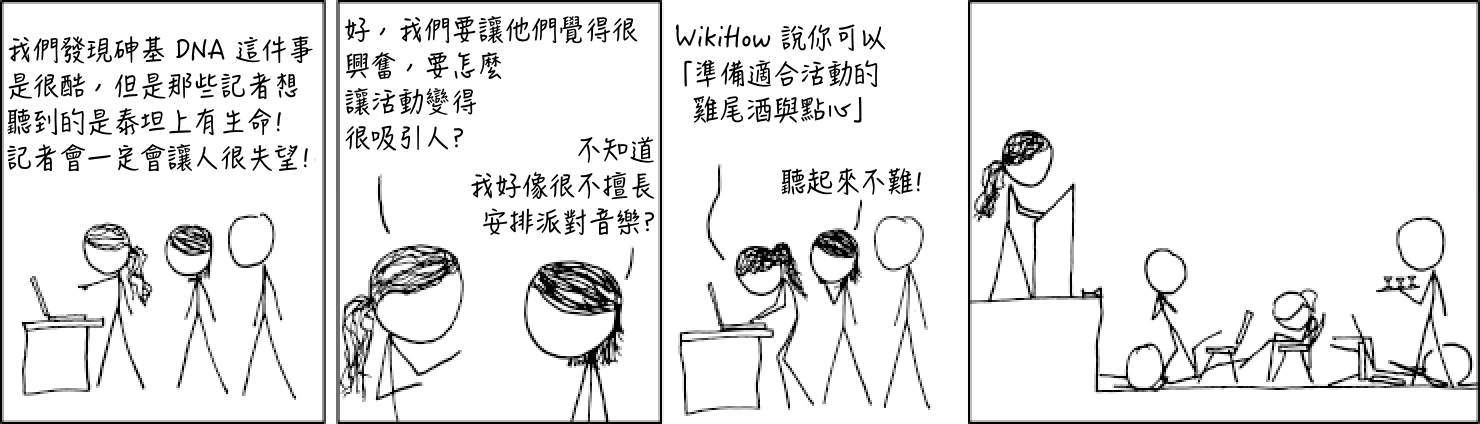 我們發現砷基 DNA 這件事
是很酷，但是那些記者想
聽到的是泰坦上有生命！
記者會一定會讓人很失望！
好，我們要讓他們覺得很
興奮，要怎麼
讓活動變得
很吸引人？
不知道
我好像很不擅長
安排派對音樂？
WikiHow 說你可以
「準備適合活動的
雞尾酒與點心」
聽起來不難！